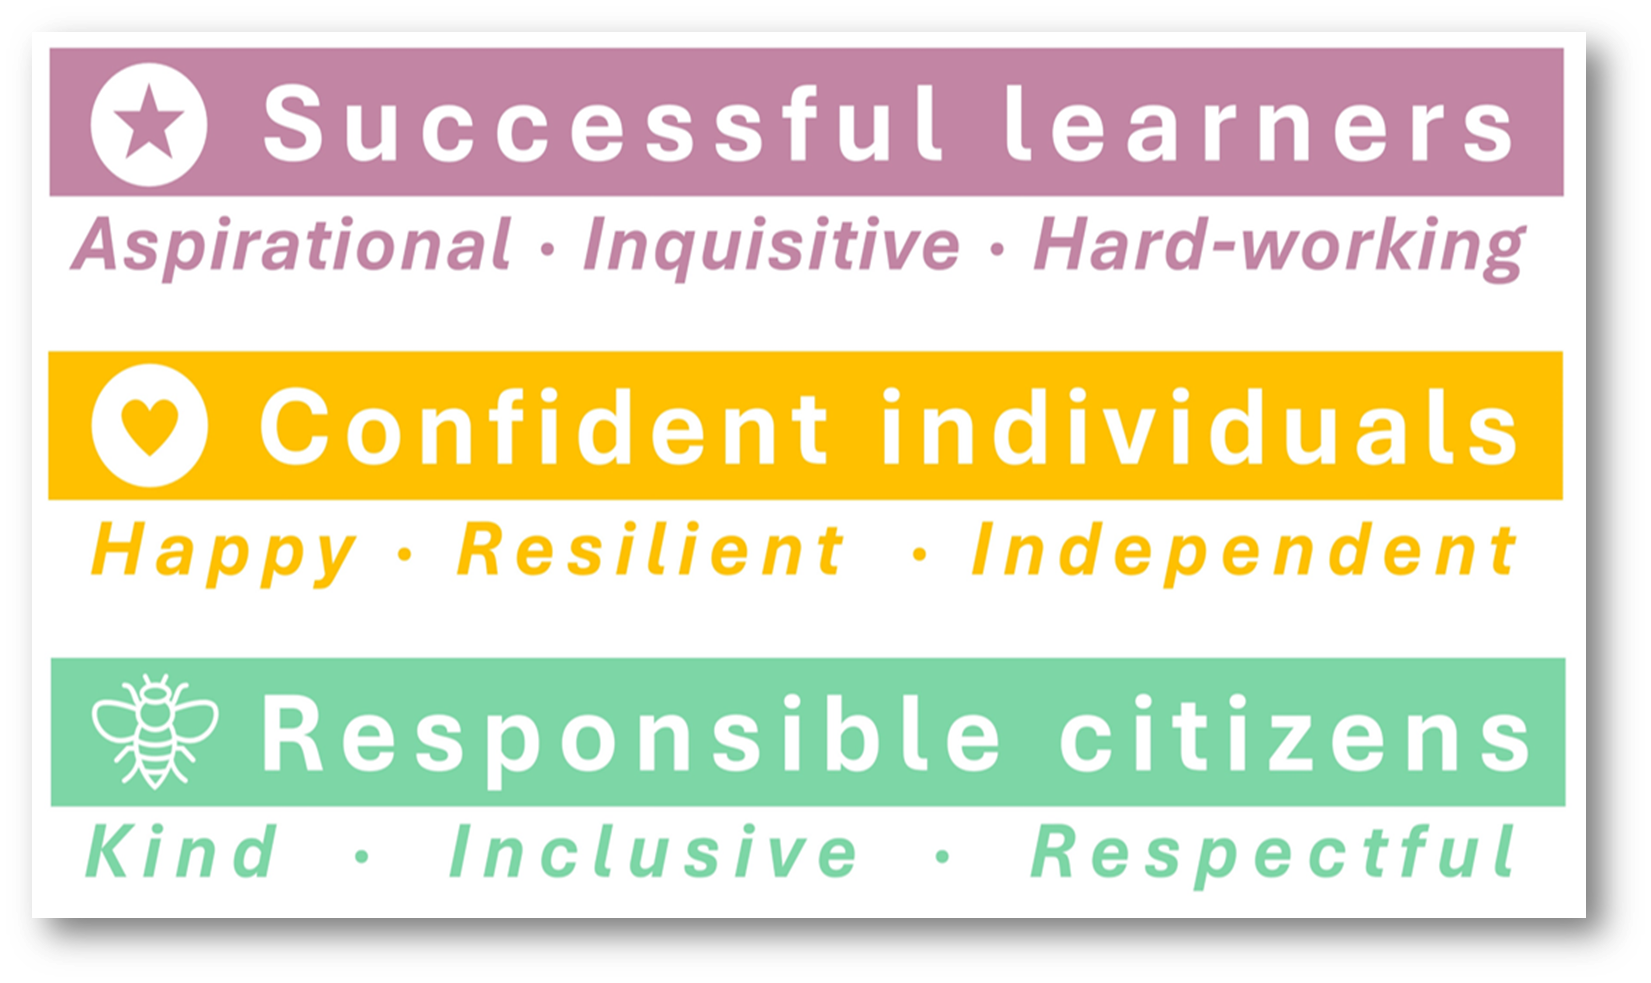 Successful learners
Aspirational · Inquisitive · Hard-working
Confident individuals
Happy · Resilient · Independent
Responsible citizens
Kind · Inclusive · Respectful